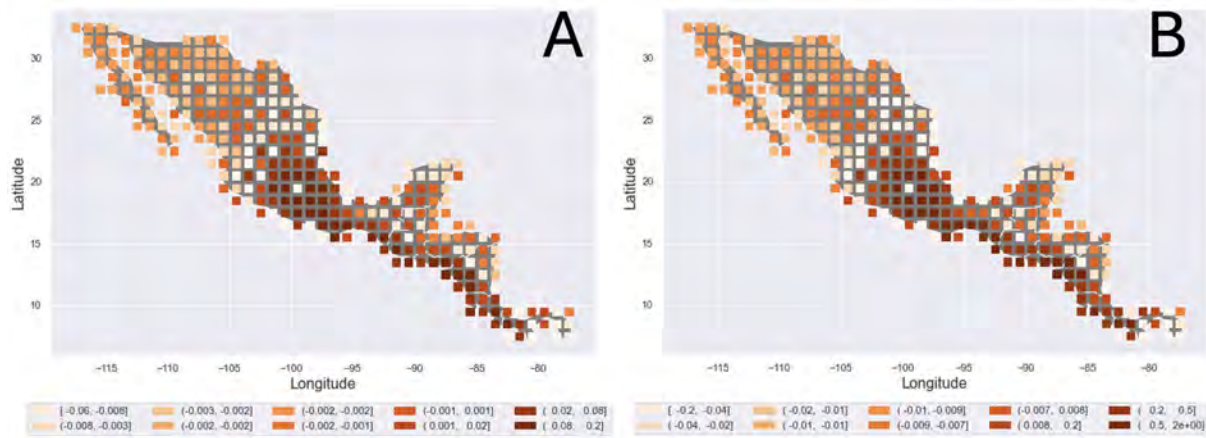 A
B
30
25
20
15
10
Latitude
−115 −110 −105 −100 −95 −90 −85 −80
Longitude
30
25
20
15
10
Latitude
−115 −110 −105 −100 −95 −90 −85 −80
Longitude
[ -0.06, -0.008] (-0.003, -0.002] (-0.002, -0.002] (-0.001, 0.001] ( 0.02, 0.08]
(-0.008, -0.003] (-0.002, -0.002] (-0.002, -0.001] ( 0.001, 0.02] ( 0.08, 0.2]
[ -0.2, -0.04] (-0.02, -0.01] (-0.01, -0.009] (-0.007, 0.008] ( 0.2, 0.5]
(-0.04, -0.02] (-0.01, -0.01] (-0.009, -0.007] ( 0.008, 0.2] ( 0.5, 2e+00]